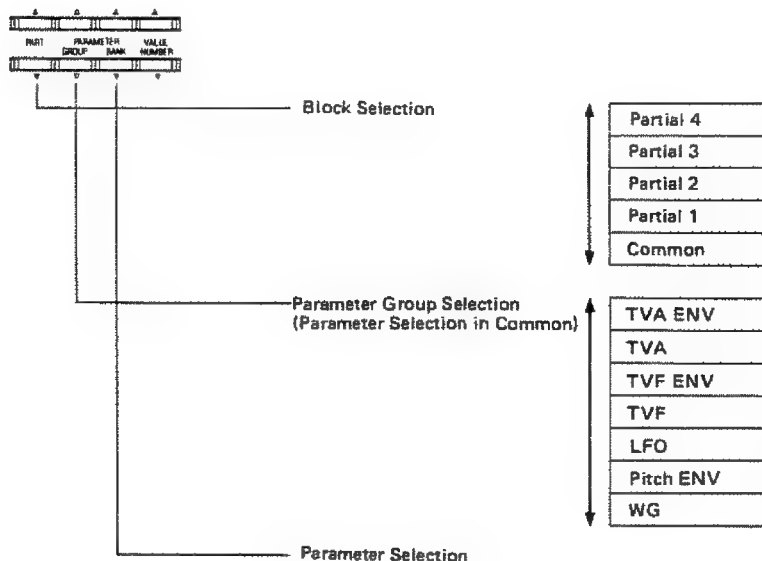 PART PARAMETER VALUE
GROUP BANK NUMBER
Block Selection
Partial 4
Partial 3
Partial 2
Partial 1
Common
Parameter Group Selection
(Parameter Selection in Common)
TVA ENV
TVA
TVF ENV
TVF
LFO
Pitch ENV
WG
Parameter Selection